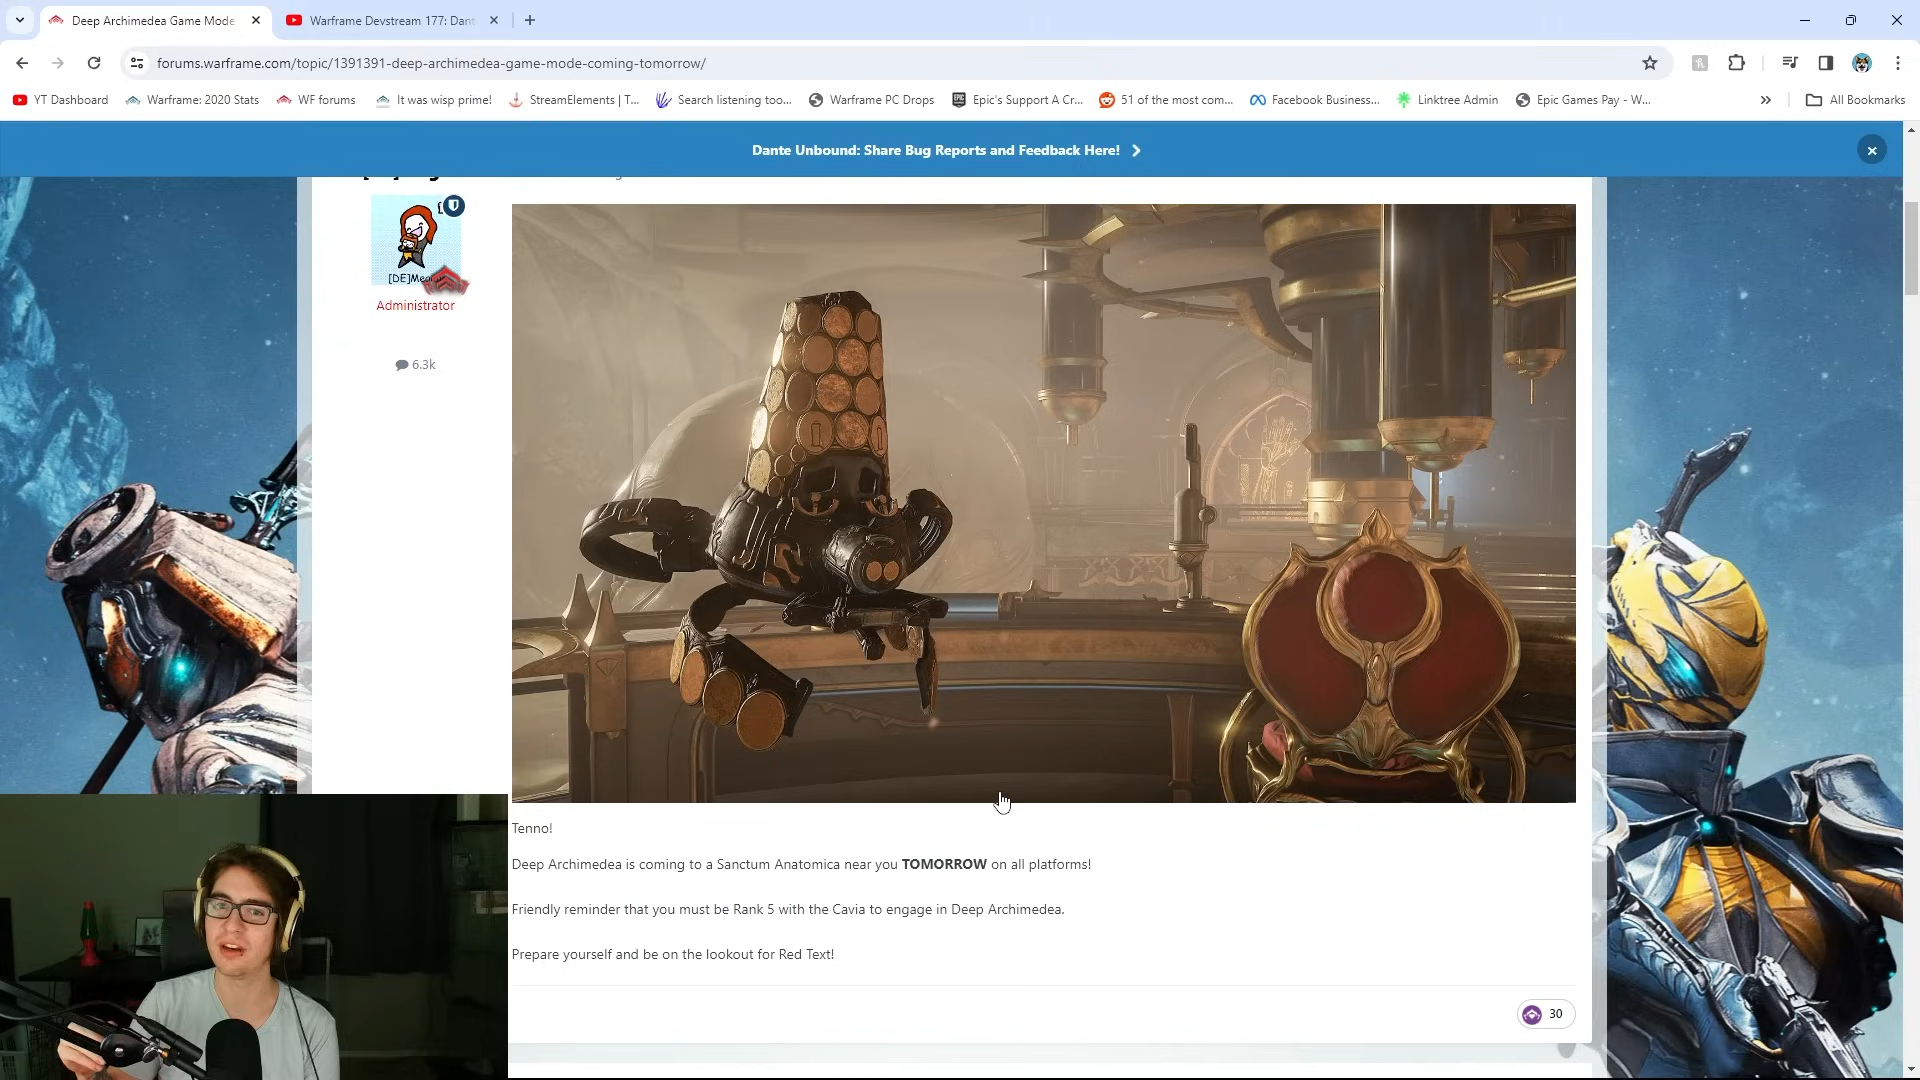 Deep Archimedea Game Mode
Warframe Devstream 177: Dant
forums.warframe.com/topic/1391391-deep-archimedea-game-mode-coming-tomorrow/
YT Dashboard
Warframe: 2020 Stats
WF forums
It was wisp prime!
StreamElements | T...
Search listening too...
Warframe PC Drops
Epic's Support A Cr...
51 of the most com...
Facebook Business...
Linktree Admin
Epic Games Pay - W...
All Bookmarks
Dante Unbound: Share Bug Reports and Feedback Here!
Administrator
6.3k
Tenno!
Deep Archimedea is coming to a Sanctum Anatomica near you TOMORROW on all platforms!
Friendly reminder that you must be Rank 5 with the Cavia to engage in Deep Archimedea.
Prepare yourself and be on the lookout for Red Text!
30